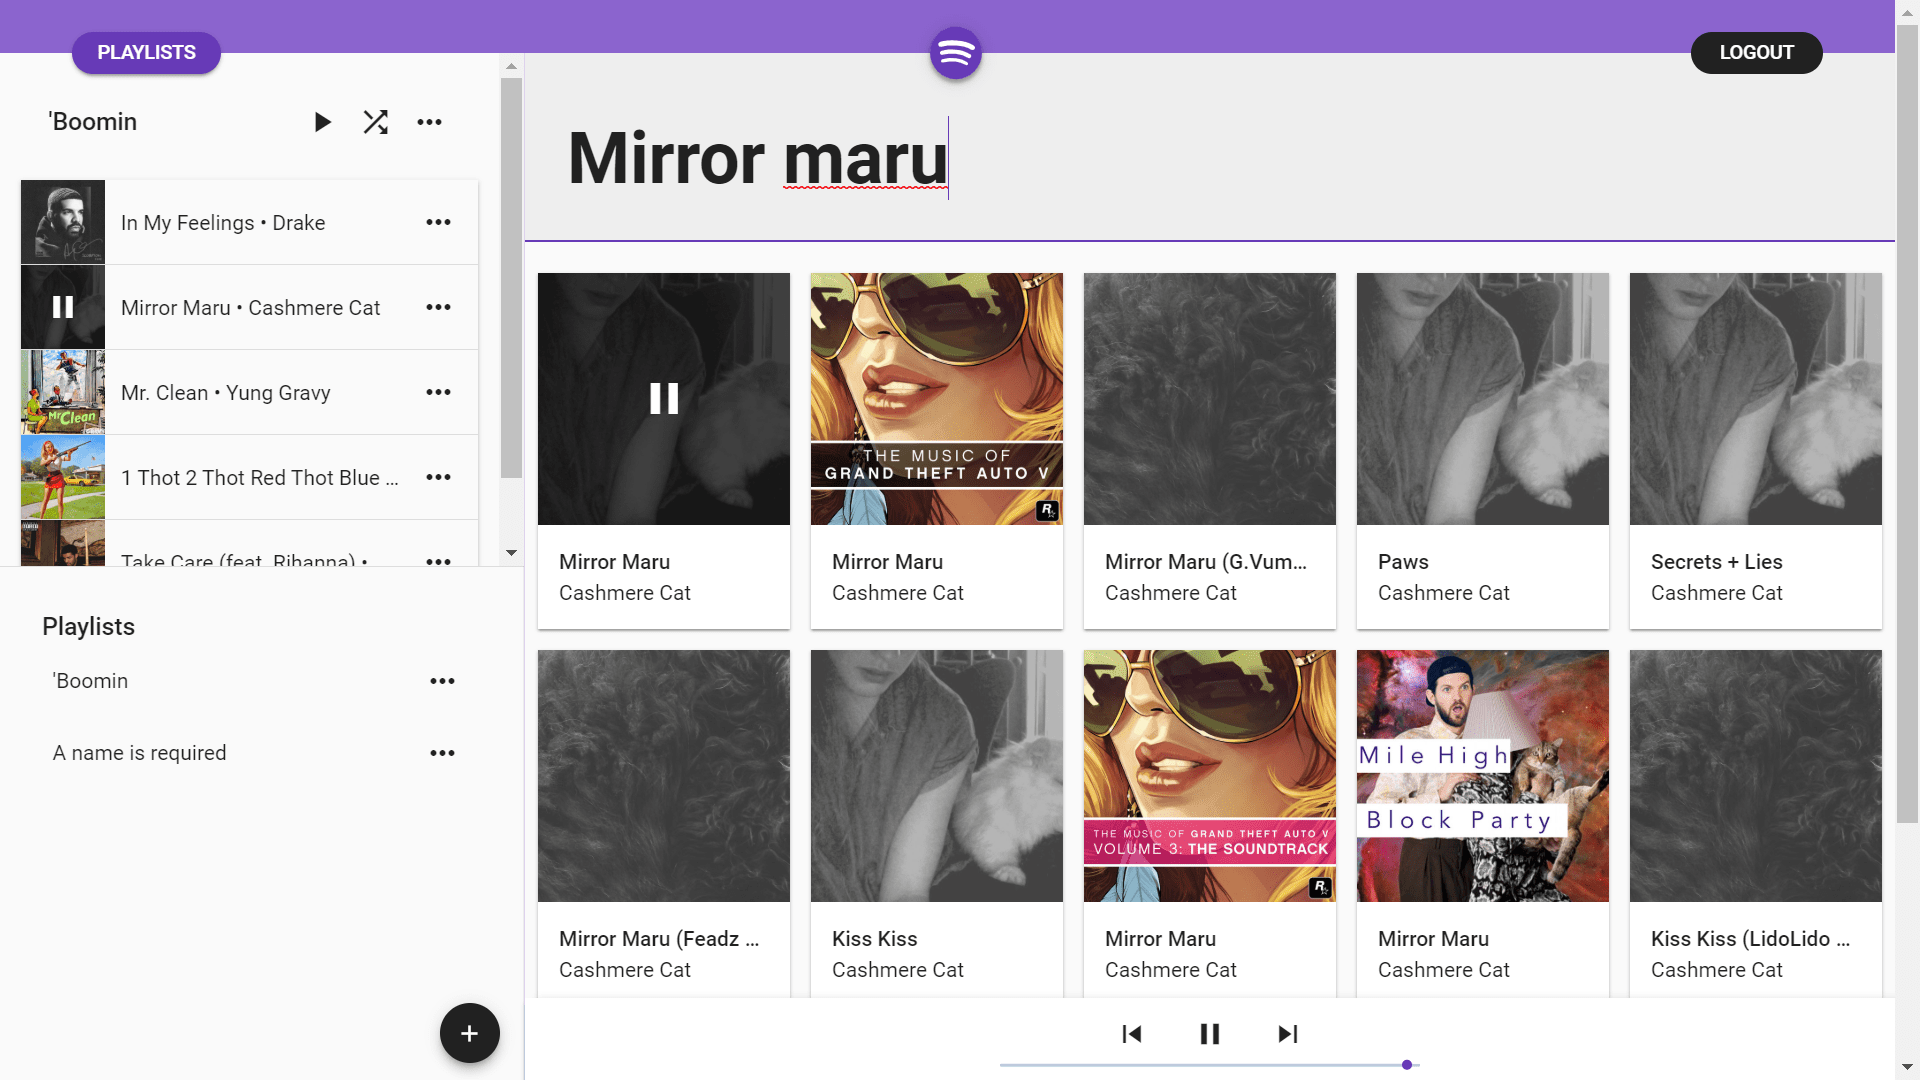 PLAYLISTS
LOGOUT
'Boomin
In My Feelings • Drake
Mirror Maru • Cashmere Cat
Mr. Clean • Yung Gravy
Mr. Clean
1 Thot 2 Thot Red Thot Blue ...
Take Care (feat. Rihanna) •
Playlists
'Boomin
A name is required
Mirror maru
THE MUSIC OF
GRAND THEFT AUTO V
R
Mirror Maru
Cashmere Cat
Mirror Maru
Cashmere Cat
Mirror Maru (G.Vum...
Cashmere Cat
Paws
Cashmere Cat
Secrets + Lies
Cashmere Cat
THE MUSIC OF GRAND THEFT AUTO V
VOLUME 3: THE SOUNDTRACK
R
Mile High
Block Party
Mirror Maru (Feadz ...
Cashmere Cat
Kiss Kiss
Cashmere Cat
Mirror Maru
Cashmere Cat
Mirror Maru
Cashmere Cat
Kiss Kiss (LidoLido ...
Cashmere Cat